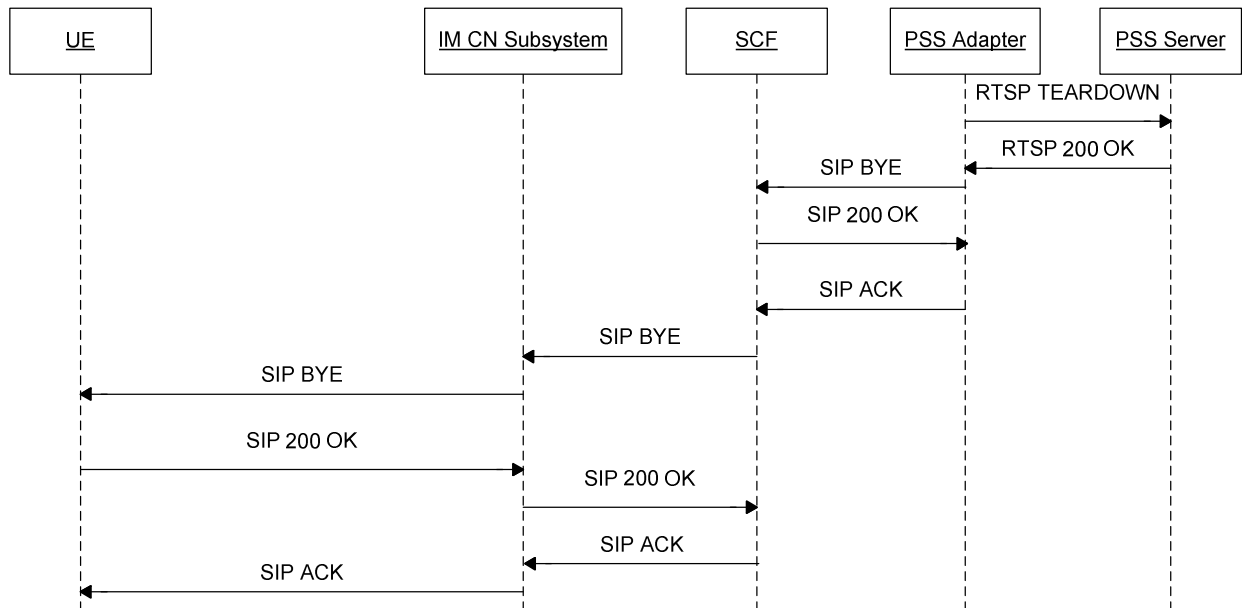 UE
IM CN Subsystem
SCF
PSS Adapter
PSS Server
RTSP TEARDOWN
RTSP 200 OK
SIP BYE
SIP 200 OK
SIP ACK
SIP BYE
SIP BYE
SIP 200 OK
SIP 200 OK
SIP ACK
SIP ACK